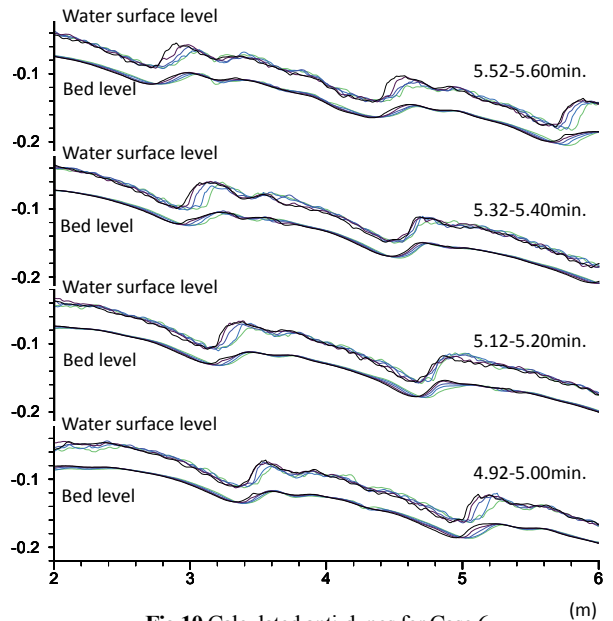 Water surface level
-0.1
5.52-5.60min.
Bed level
-0.2
Water surface level
-0.1
5.32-5.40min.
Bed level
-0.2
Water surface level
-0.1
5.12-5.20min.
Bed level
-0.2
Water surface level
-0.1
4.92-5.00min.
Bed level
-0.2
2 3 4 5 6
(m)